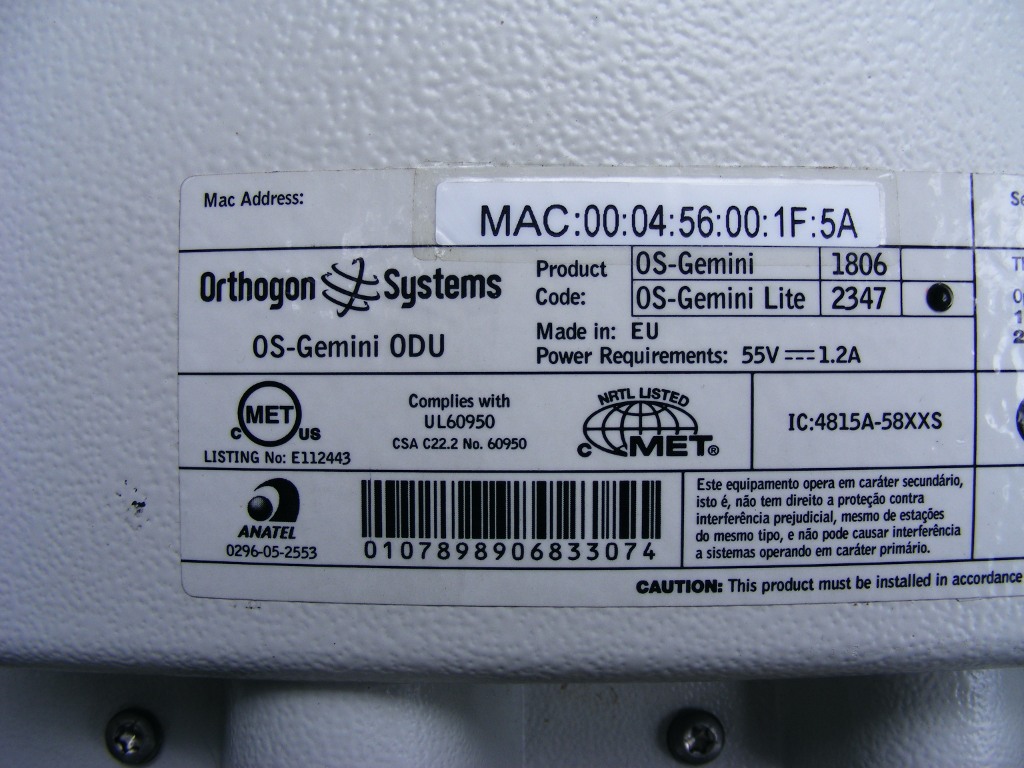 Mac Address:
MAC:00:04:56:00:1F:5A
Orthogon Systems
OS-Gemini ODU
Product Code:
OS-Gemini 1806
OS-Gemini Lite 2347
Made in: EU
Power Requirements: 55V 1.2A
MET
C US
LISTING No: E112443
Complies with
UL60950
CSA C22.2 No. 60950
NRTL LISTED
C MET®
IC:4815A-58XXS
ANATEL
0296-05-2553
0107898906833074
Este equipamento opera em caráter secundário,
isto é, não tem direito a proteção contra
interferência prejudicial, mesmo de estações
do mesmo tipo, e não pode causar interferência
a sistemas operando em caráter primário.
CAUTION: This product must be installed in accordance